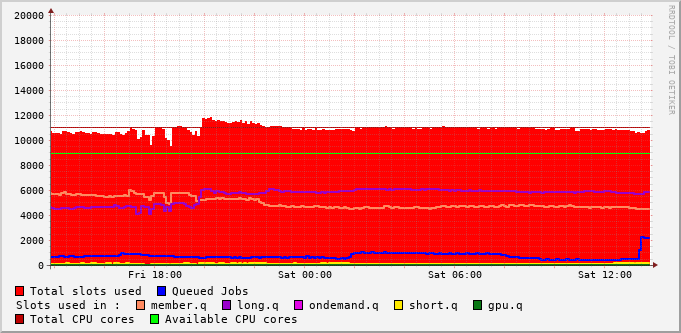 20000
18000
16000
14000
12000
10000
8000
6000
4000
2000
0
Fri 18:00 Sat 00:00 Sat 06:00 Sat 12:00
RRDTOOL / TOBI OETIKER
Total slots used Queued Jobs
Slots used in : member.q long.q ondemand.q short.q gpu.q
Total CPU cores Available CPU cores